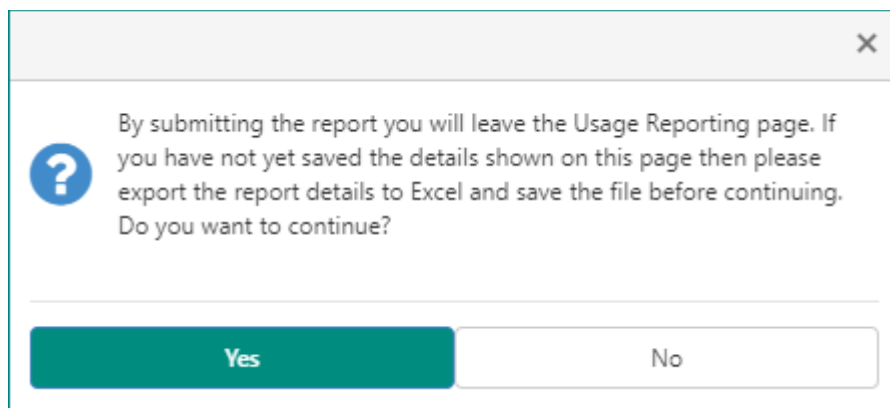 By submitting the report you will leave the Usage Reporting page. If
you have not yet saved the details shown on this page then please
export the report details to Excel and save the file before continuing.
Do you want to continue?
Yes
No